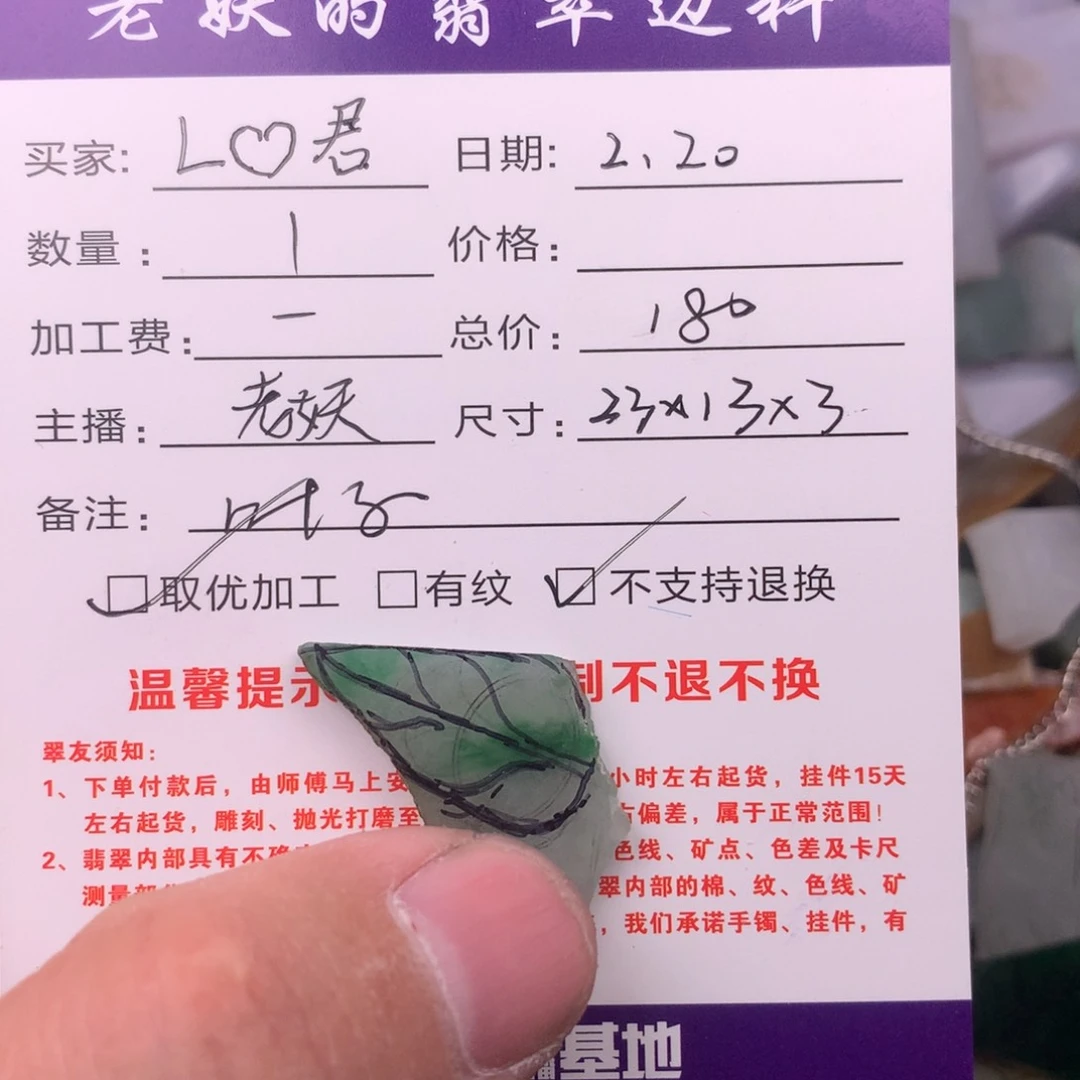 老妖的翡翠边料
买家: L♡君 日期: 2、20
数量: 1 价格:
加工费: — 总价: 180
主播: 老妖 尺寸: 23×13×3
备注: 叶子
☑取优加工 □有纹 ☑不支持退换
温馨提示 制不退不换
翠友须知:
1、下单付款后，由师傅马上安 小时左右起货，挂件15天
左右起货，雕刻、抛光打磨至 偏差，属于正常范围！
2、翡翠内部具有不确 色线、矿点、色差及卡尺
测量部 翠内部的棉、纹、色线、矿
，我们承诺手镯、挂件，有
播基地